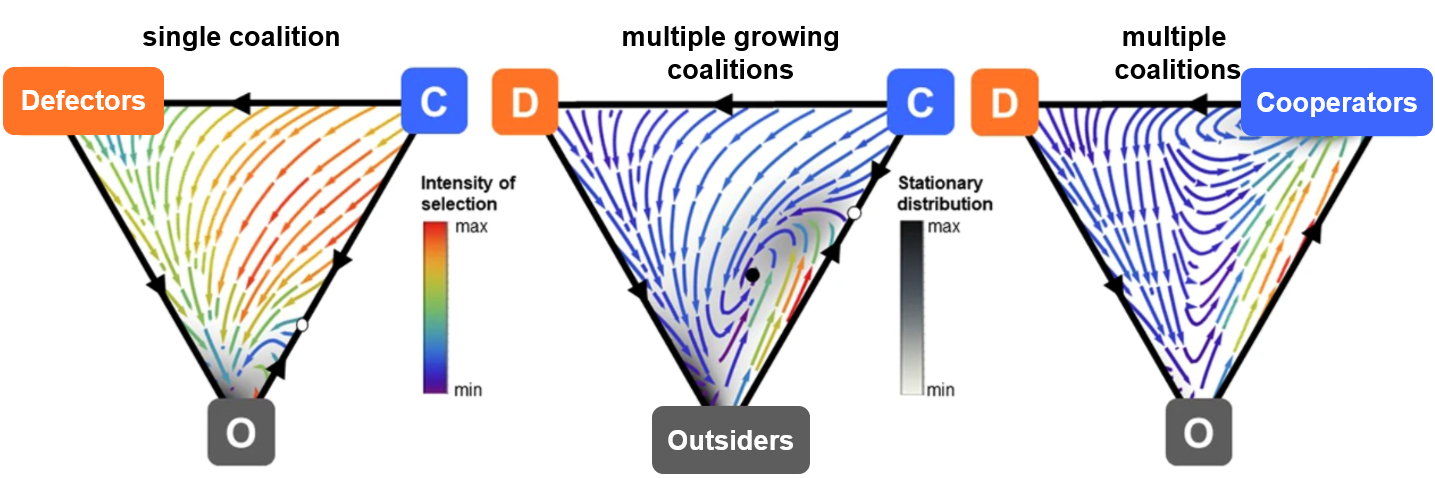 single coalition
multiple growing
coalitions
multiple
coalitions
Defectors
C
D
C
D
Cooperators
Intensity of
selection
max
min
Stationary
distribution
max
min
O
Outsiders
O